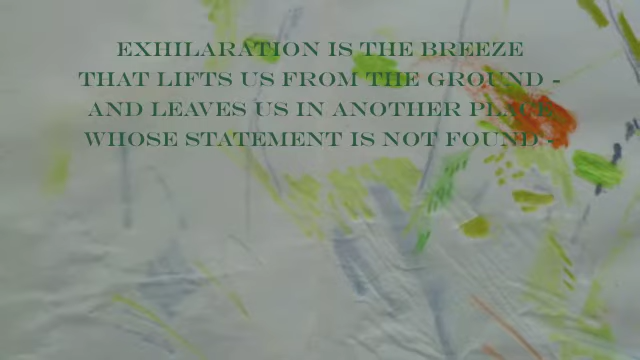 EXHILARATION IS THE BREEZE
THAT LIFTS US FROM THE GROUND -
AND LEAVES US IN ANOTHER PLACE
WHOSE STATEMENT IS NOT FOUND -